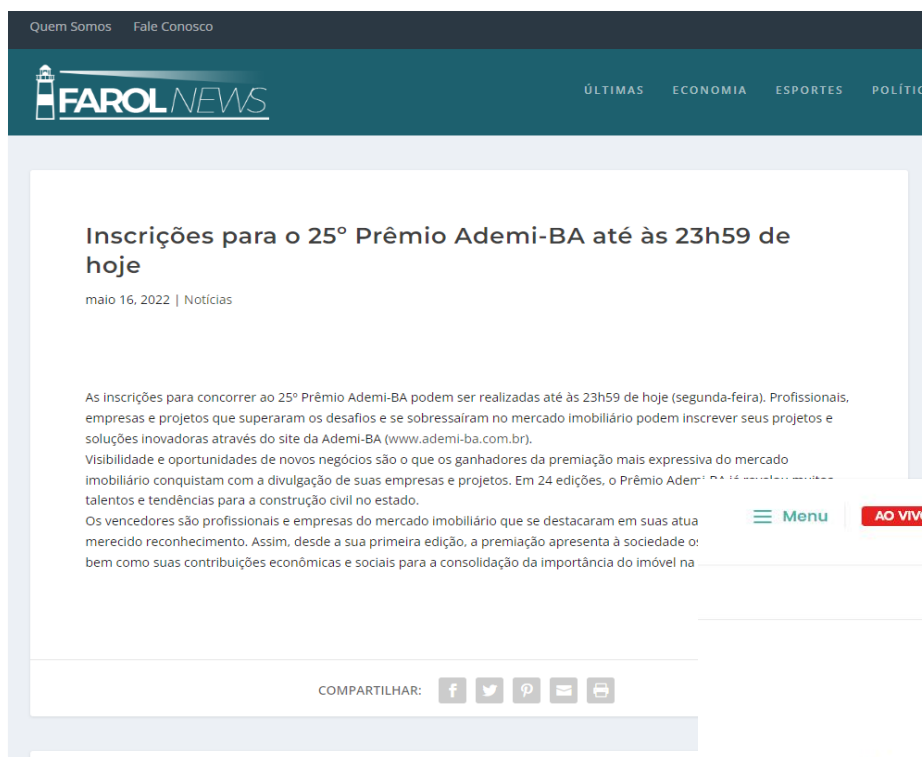 Quem Somos Fale Conosco
FAROL NEWS
ÚLTIMAS ECONOMIA ESPORTES
Inscrições para o 25º Prêmio Ademi-BA até às 23h59 de
hoje
maio 16, 2022 | Notícias
As inscrições para concorrer ao 25º Prêmio Ademi-BA podem ser realizadas até às 23h59 de hoje (segunda-feira). Profissionais,
empresas e projetos que superaram os desafios e se sobressaíram no mercado imobiliário podem inscrever seus projetos e
soluções inovadoras através do site da Ademi-BA (www.ademi-ba.com.br).
Visibilidade e oportunidades de novos negócios são o que os ganhadores da premiação mais expressiva do mercado
imobiliário conquistam com a divulgação de suas empresas e projetos. Em 24 edições, o Prêmio Ademi-BA já revelou muitos
talentos e tendências para a construção civil no estado.
Os vencedores são profissionais e empresas do mercado imobiliário que se destacaram em suas
merecido reconhecimento. Assim, desde a sua primeira edição, a premiação apresenta à sociedade
bem como suas contribuições econômicas e sociais para a consolidação da importância do imóvel na
Menu AO VIVO
COMPARTILHAR: